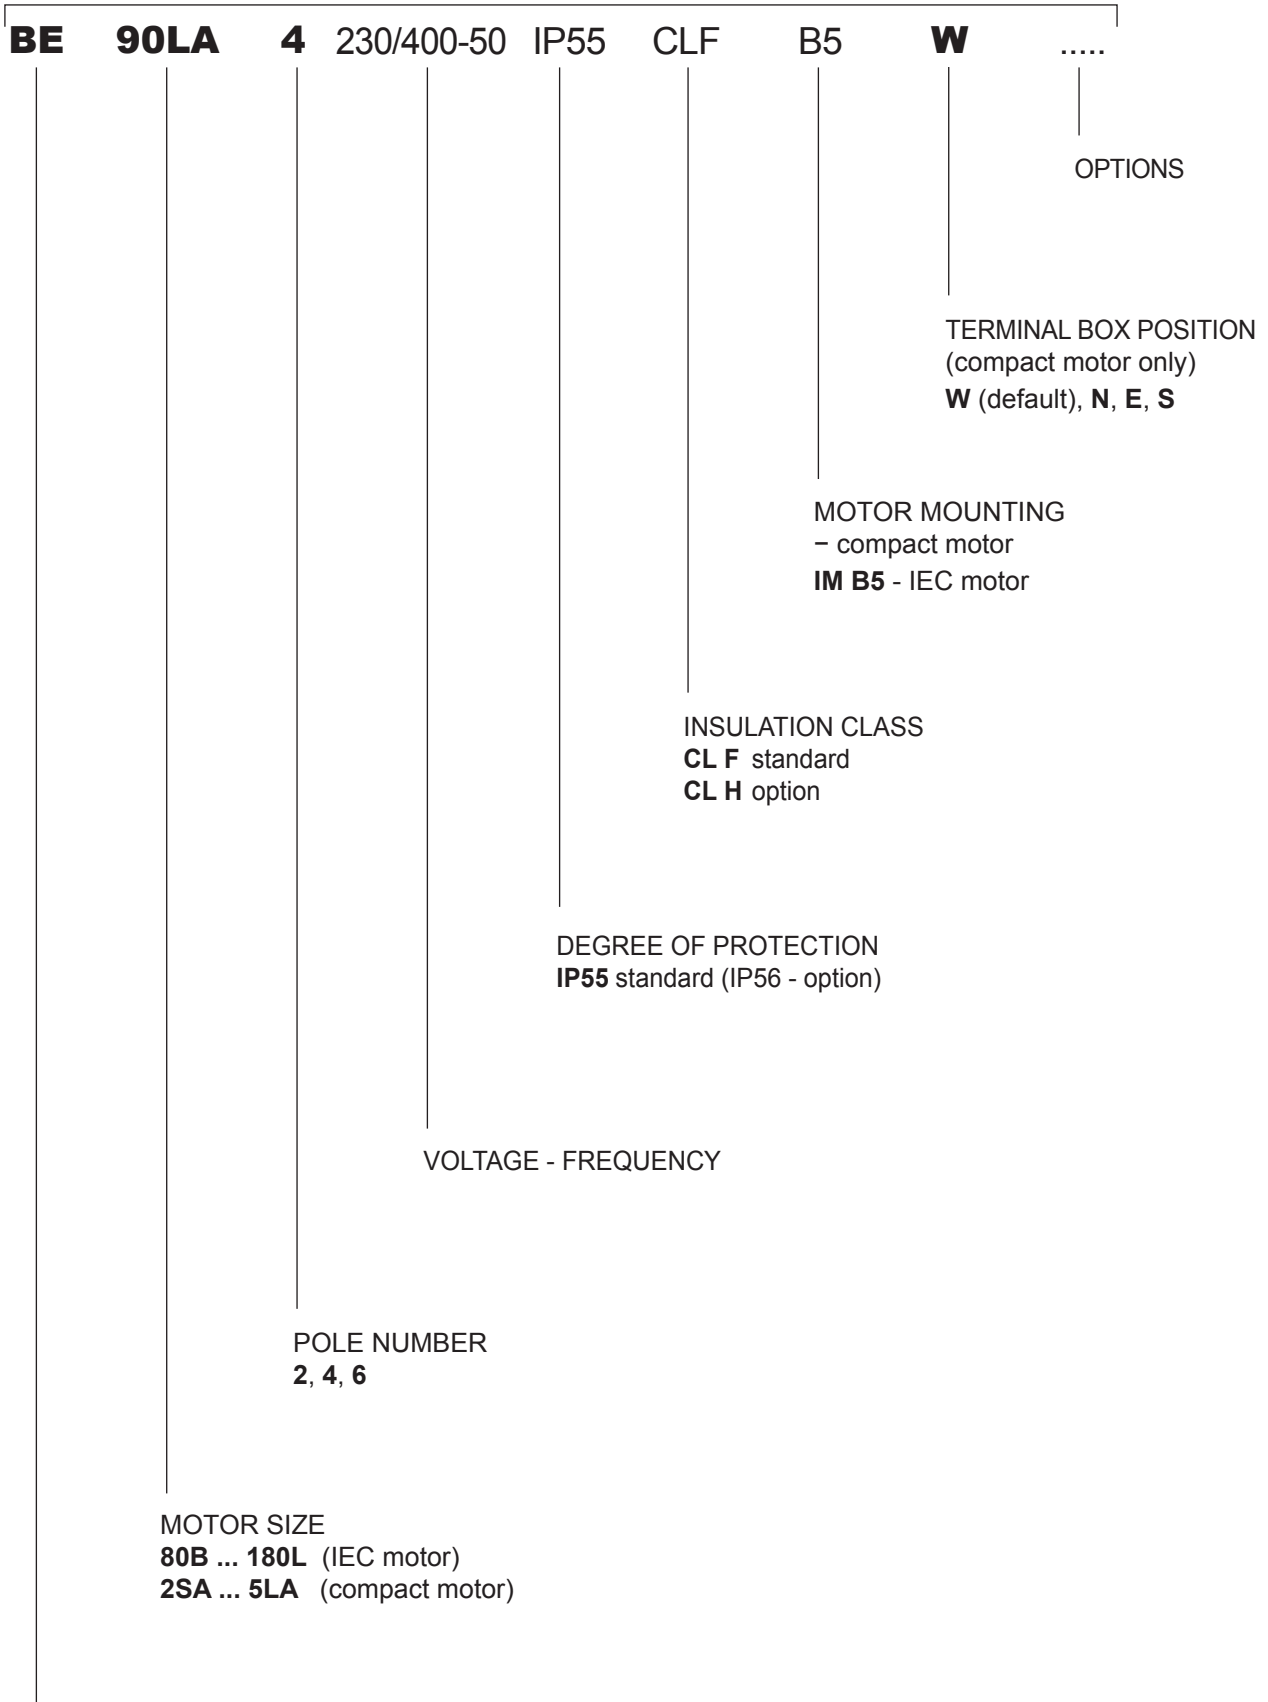 BE 90LA 4 230/400-50 IP55 CLF B5 W .....
OPTIONS
TERMINAL BOX POSITION
(compact motor only)
W (default), N, E, S
MOTOR MOUNTING
– compact motor
IM B5 - IEC motor
INSULATION CLASS
CL F standard
CL H option
DEGREE OF PROTECTION
IP55 standard (IP56 - option)
VOLTAGE - FREQUENCY
POLE NUMBER
2, 4, 6
MOTOR SIZE
80B ... 180L (IEC motor)
2SA ... 5LA (compact motor)